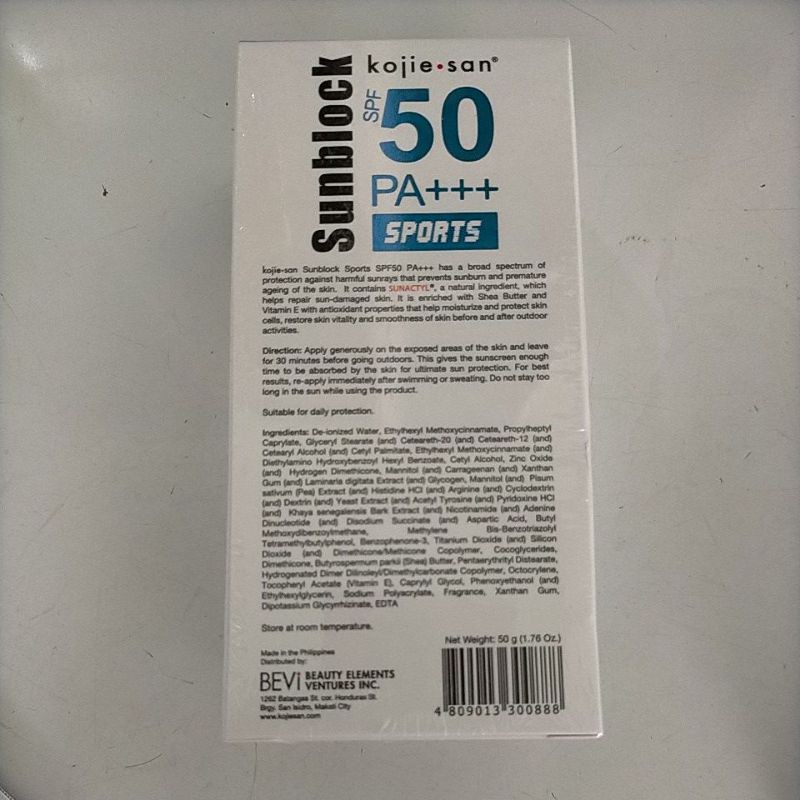 Sunblock
kojie•san®
SPF 50
PA+++
SPORTS
kojie-san Sunblock Sports SPF50 PA+++ has a broad spectrum of
protection against harmful sunrays that prevents sunburn and premature
ageing of the skin. It contains SUNACTYL®, a natural ingredient, which
helps repair sun-damaged skin. It is enriched with Shea Butter and
Vitamin E with antioxidant properties that help moisturize and protect skin
cells, restore skin vitality and smoothness of skin before and after outdoor
activities.
Direction: Apply generously on the exposed areas of the skin and leave
for 30 minutes before going outdoors. This gives the sunscreen enough
time to be absorbed by the skin for ultimate sun protection. For best
results, re-apply immediately after swimming or sweating. Do not stay too
long in the sun while using the product.
Suitable for daily protection.
Ingredients: De-ionized Water, Ethylhexyl Methoxycinnamate, Propylheptyl
Caprylate, Glyceryl Stearate (and) Ceteareth-20 (and) Ceteareth-12 (and)
Cetearyl Alcohol (and) Cetyl Palmitate, Ethylhexyl Methoxycinnamate (and)
Diethylamino Hydroxybenzoyl Hexyl Benzoate, Cetyl Alcohol, Zinc Oxide
(and) Hydrogen Dimethicone, Mannitol (and) Carrageenan (and) Xanthan
Gum (and) Laminaria digitata Extract (and) Glycogen, Mannitol (and) Pisum
sativum (Pea) Extract (and) Histidine HCl (and) Arginine (and) Cyclodextrin
(and) Dextrin (and) Yeast Extract (and) Acetyl Tyrosine (and) Pyridoxine HCl
(and) Khaya senegalensis Bark Extract (and) Nicotinamide (and) Adenine
Dinucleotide (and) Disodium Succinate (and) Aspartic Acid, Butyl
Methoxydibenzoylmethane, Methylene Bis-Benzotriazolyl
Tetramethylbutylphenol, Benzophenone-3, Titanium Dioxide (and) Silicon
Dioxide (and) Dimethicone/Methicone Copolymer, Cocoglycerides,
Dimethicone, Butyrospermum parkii (Shea) Butter, Pentaerythrityl Distearate,
Hydrogenated Dimer Dilinoleyl/Dimethylcarbonate Copolymer, Octocrylene,
Tocopheryl Acetate (Vitamin E), Caprylyl Glycol, Phenoxyethanol (and)
Ethylhexylglycerin, Sodium Polyacrylate, Fragrance, Xanthan Gum,
Dipotassium Glycyrrhizinate, EDTA
Store at room temperature.
Net Weight: 50 g (1.76 Oz.)
Made in the Philippines
Distributed by:
BEVi BEAUTY ELEMENTS
VENTURES INC.
1262 Batangas St. cor. Honduras St.
Brgy. San Isidro, Makati City
www.kojiesan.com
4 809013 300888